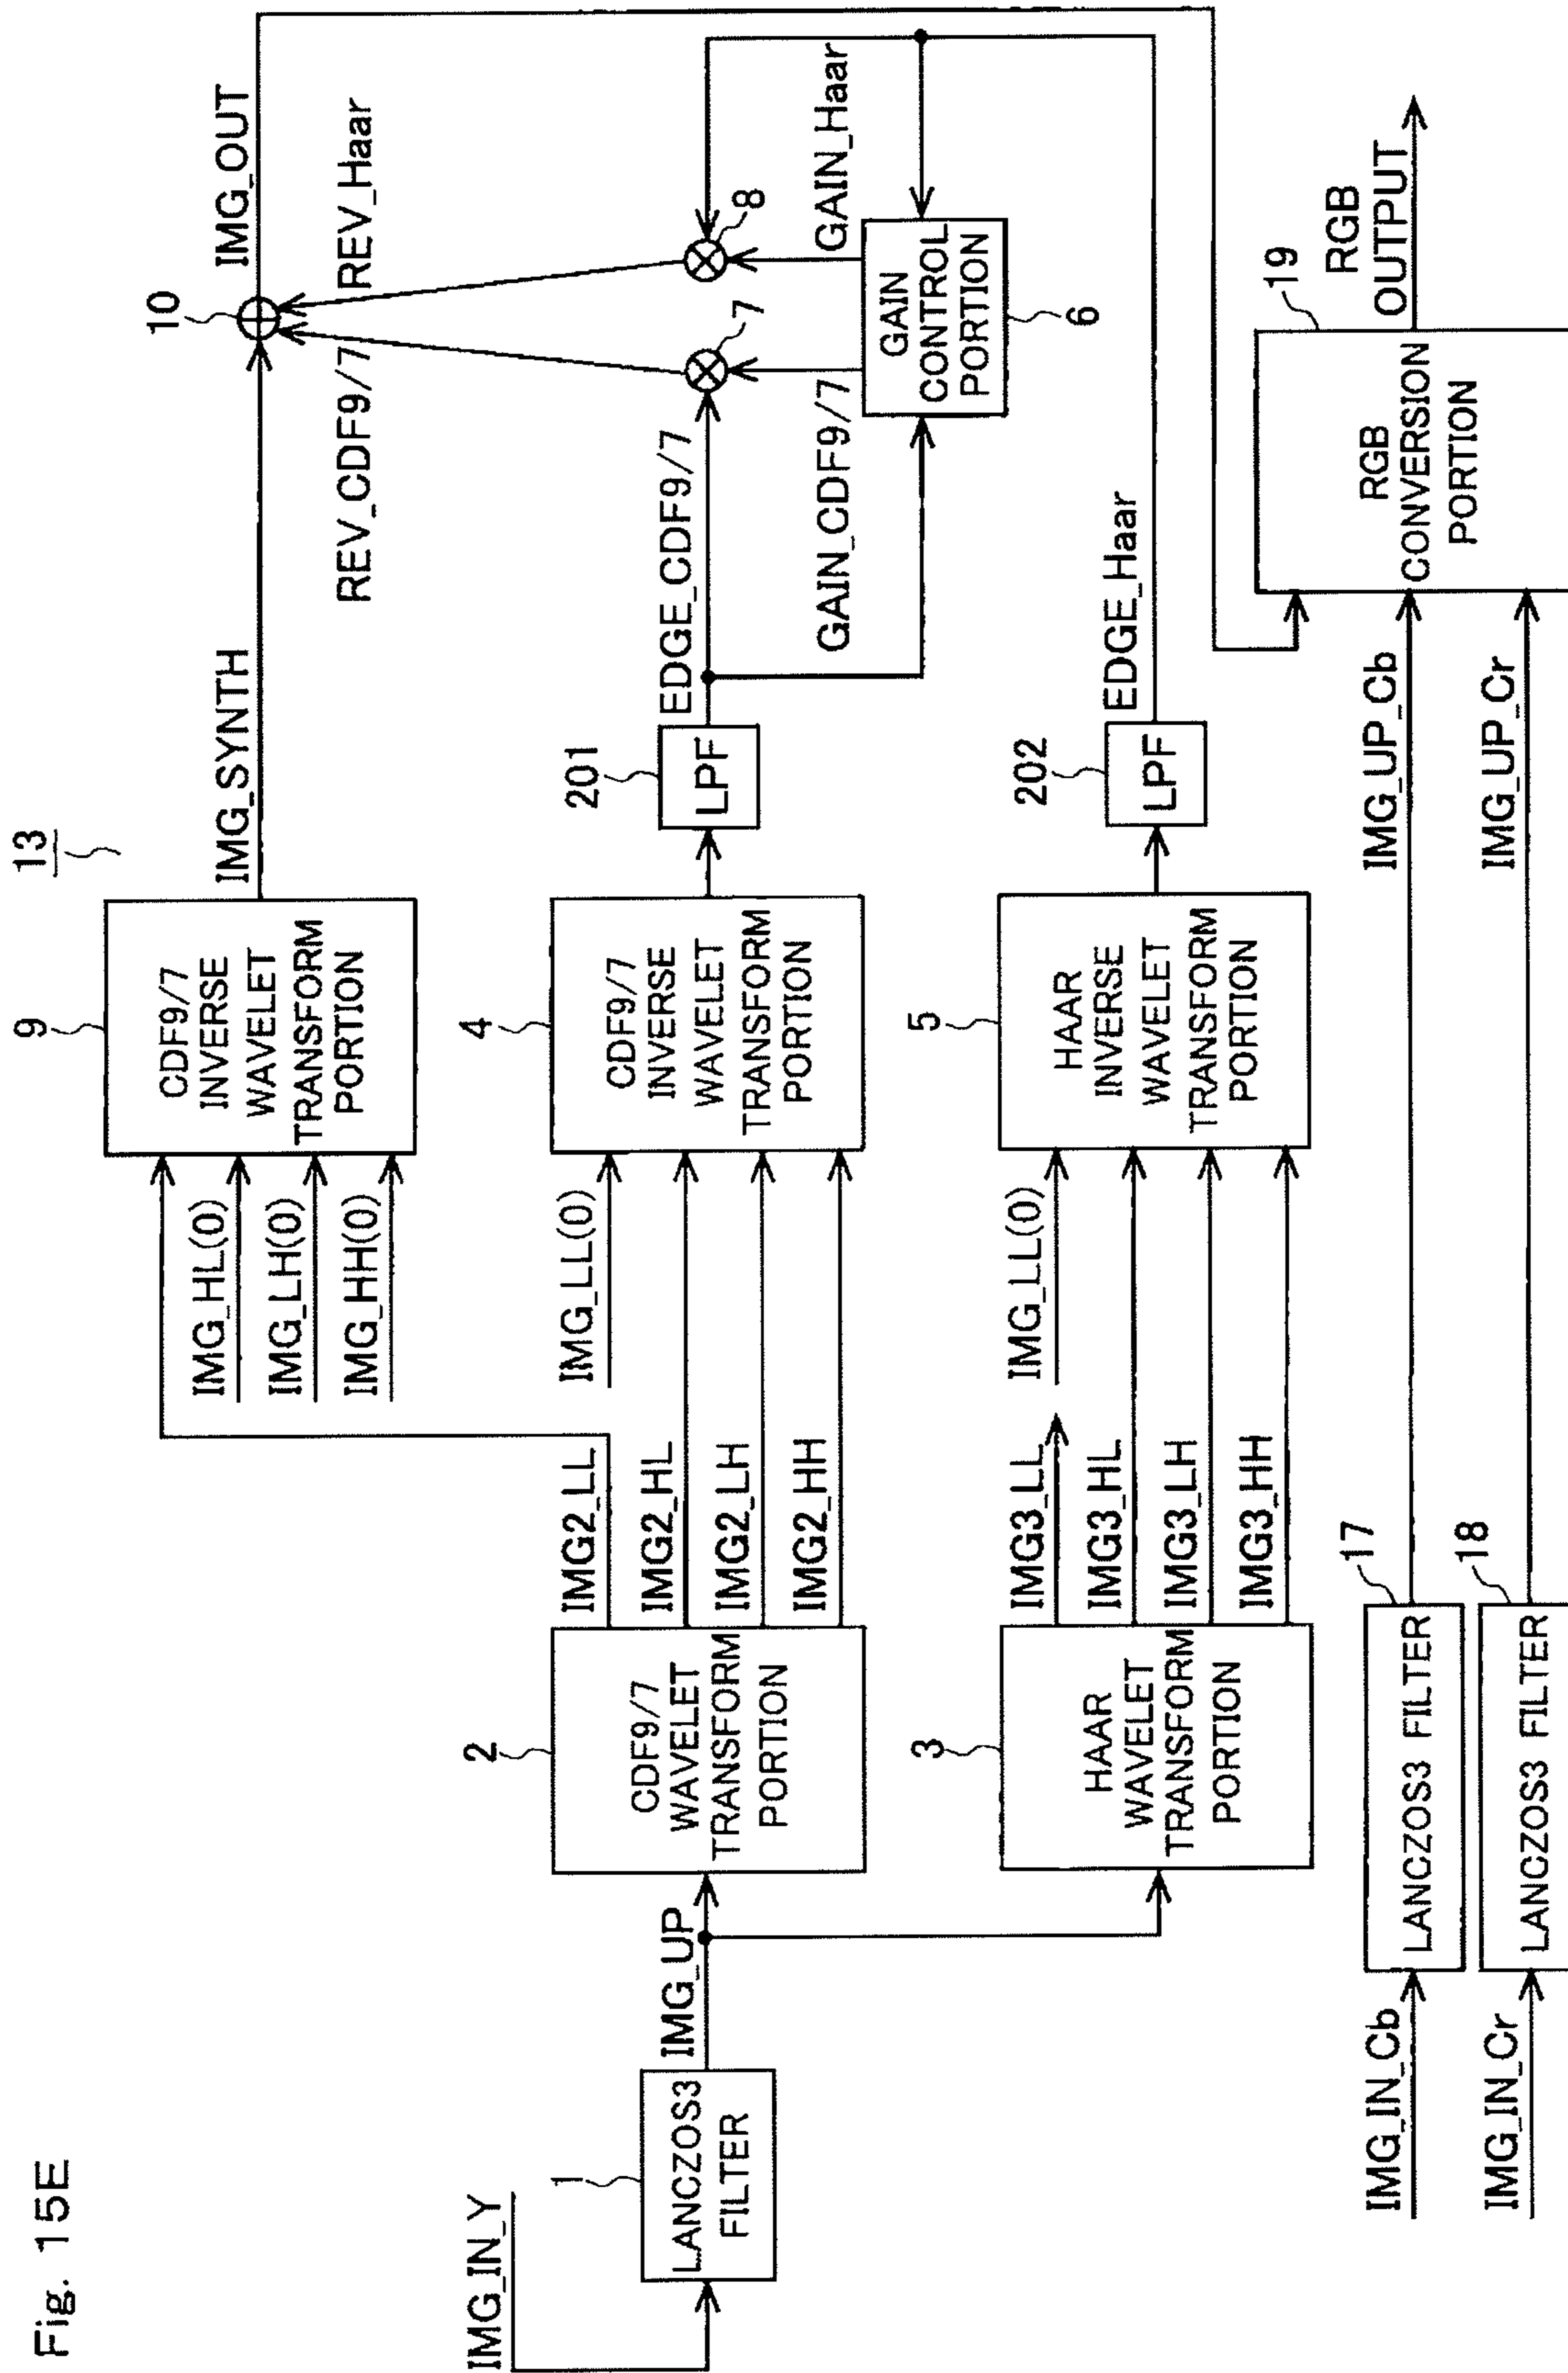 Fig. 15E
13
IMG_IN_Y
1
LANCZOS3
FILTER
IMG_UP
2
CDF9/7
WAVELET
TRANSFORM
PORTION
IMG2_LL
IMG2_HL
IMG2_LH
IMG2_HH
3
HAAR
WAVELET
TRANSFORM
PORTION
IMG3_LL
IMG3_HL
IMG3_LH
IMG3_HH
IMG_HL(0)
IMG_LH(0)
IMG_HH(0)
9
CDF9/7
INVERSE
WAVELET
TRANSFORM
PORTION
IMG_SYNTH
IMG_LL(0)
4
CDF9/7
INVERSE
WAVELET
TRANSFORM
PORTION
201
LPF
EDGE_CDF9/7
IMG_LL(0)
5
HAAR
INVERSE
WAVELET
TRANSFORM
PORTION
202
LPF
EDGE_Haar
GAIN_CDF9/7
GAIN
CONTROL
PORTION
6
GAIN_Haar
7
8
REV_CDF9/7
REV_Haar
10
IMG_OUT
IMG_IN_Cb
LANCZOS3 FILTER
17
IMG_UP_Cb
IMG_IN_Cr
LANCZOS3 FILTER
18
IMG_UP_Cr
RGB
CONVERSION
PORTION
19
RGB
OUTPUT